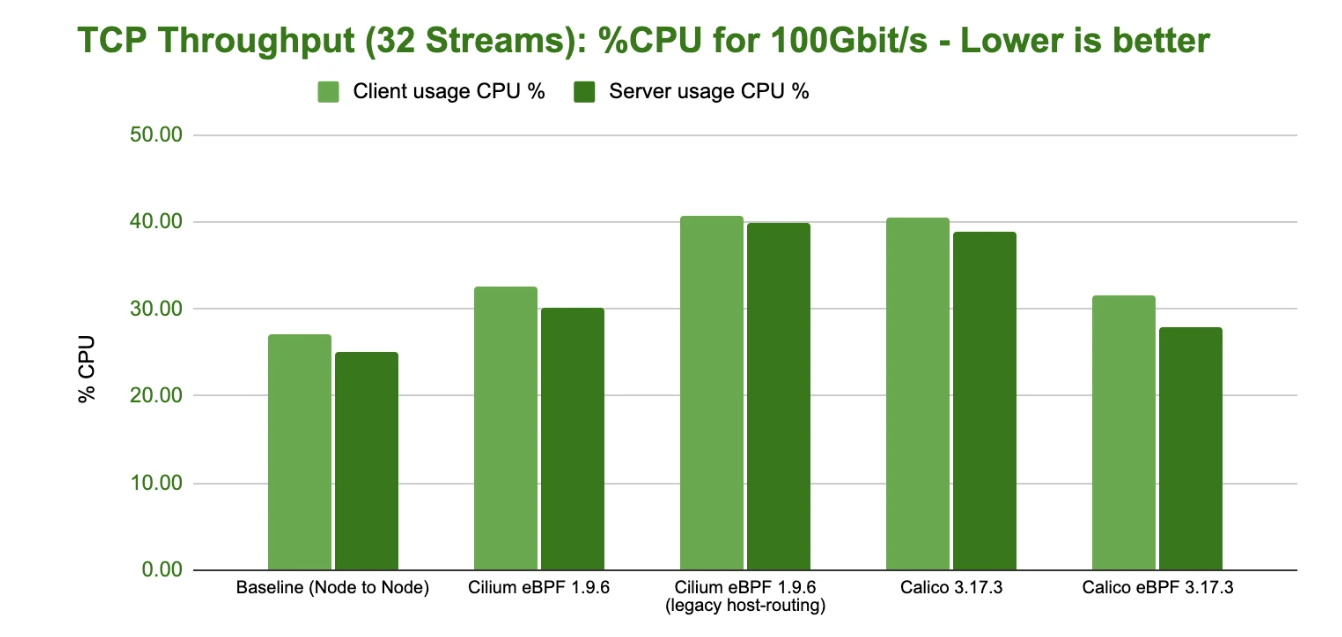 TCP Throughput (32 Streams): %CPU for 100Gbit/s - Lower is better
Client usage CPU %
Server usage CPU %
50.00
40.00
30.00
20.00
10.00
0.00
% CPU
Baseline (Node to Node)
Cilium eBPF 1.9.6
Cilium eBPF 1.9.6
(legacy host-routing)
Calico 3.17.3
Calico eBPF 3.17.3